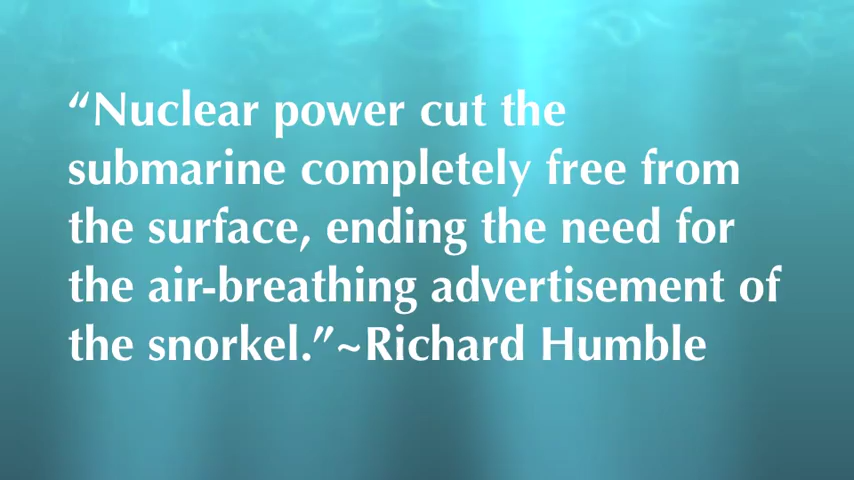 “Nuclear power cut the
submarine completely free from
the surface, ending the need for
the air-breathing advertisement of
the snorkel.”~Richard Humble